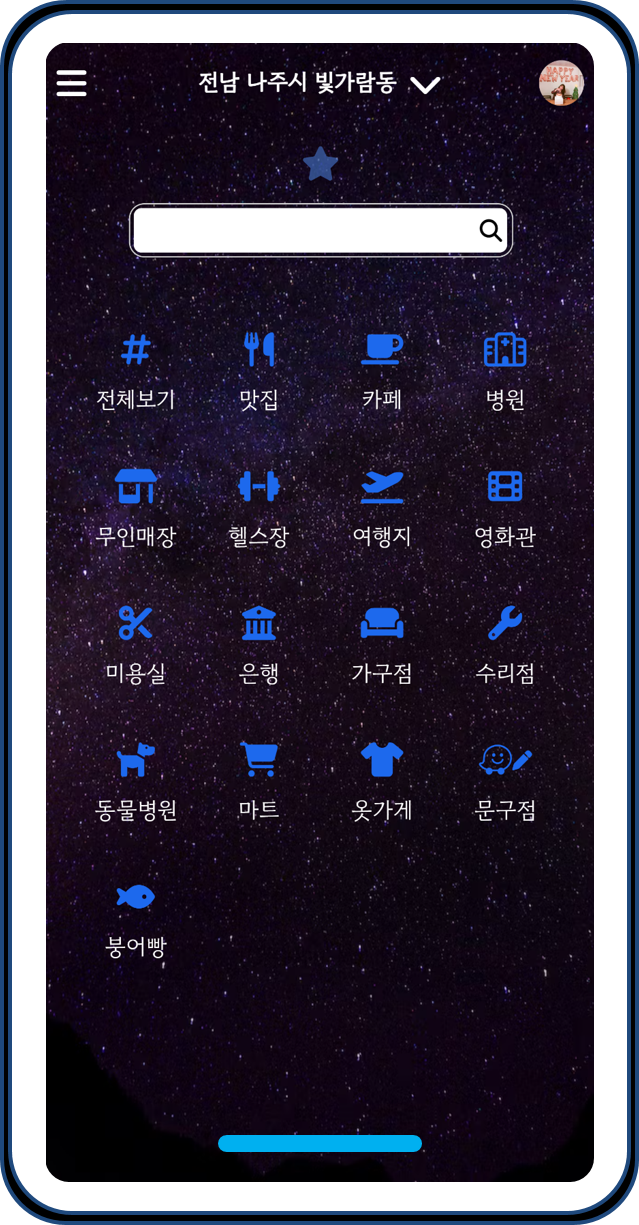 전남 나주시 빛가람동
HAPPY
NEW YEAR!
전체보기 맛집 카페 병원
무인매장 헬스장 여행지 영화관
미용실 은행 가구점 수리점
동물병원 마트 옷가게 문구점
붕어빵